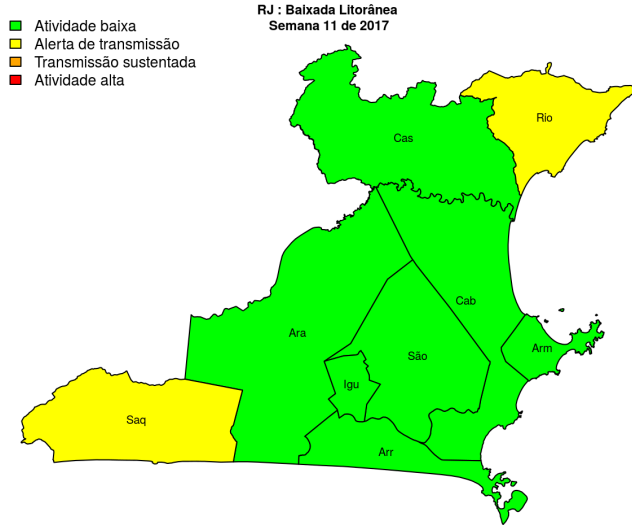 RJ : Baixada Litorânea
Semana 11 de 2017
Atividade baixa
Alerta de transmissão
Transmissão sustentada
Atividade alta
Rio
Cas
Cab
Ara
Arm
São
Igu
Saq
Arr